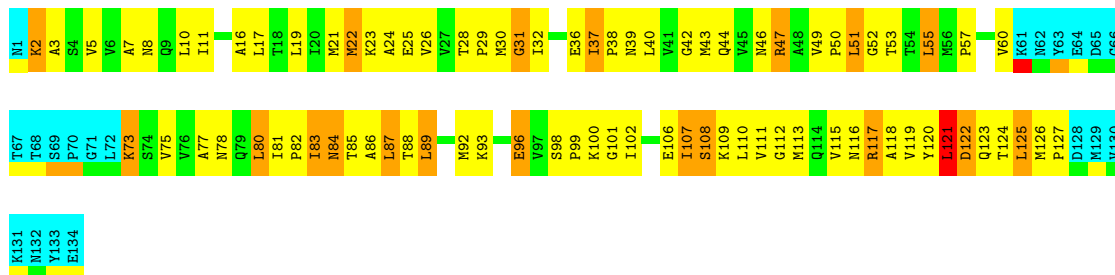 N1 K2 A3 S4 V5 V6 A7 N8 Q9 L10 I11 A16 L17 T18 L19 I20 M21 M22 K23 A24 E25 V26 V27 T28 P29 M30 G31 I32 E36 I37 P38 N39 L40 V41 G42 M43 Q44 V45 N46 R47 A48 V49 P50 L51 G52 T53 T54 L55 M56 P57 V60 K61 N62 Y63 E64 D65 G66
T67 T68 S69 P70 G71 L72 K73 S74 V75 V76 A77 N78 Q79 L80 I81 P82 I83 N84 T85 A86 L87 T88 L89 M92 K93 E96 V97 S98 P99 K100 G101 I102 E106 I107 S108 K109 L110 V111 G112 M113 Q114 V115 N116 R117 A118 V119 Y120 L121 D122 Q123 T124 L125 M126 P127 D128 M129
K131 N132 Y133 E134